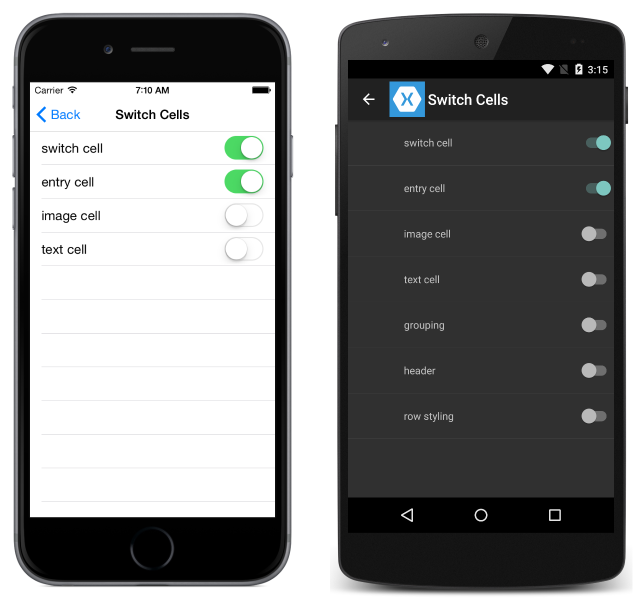 Carrier 7:10 AM
Back Switch Cells
switch cell
entry cell
image cell
text cell
3:15
Switch Cells
switch cell
entry cell
image cell
text cell
grouping
header
row styling